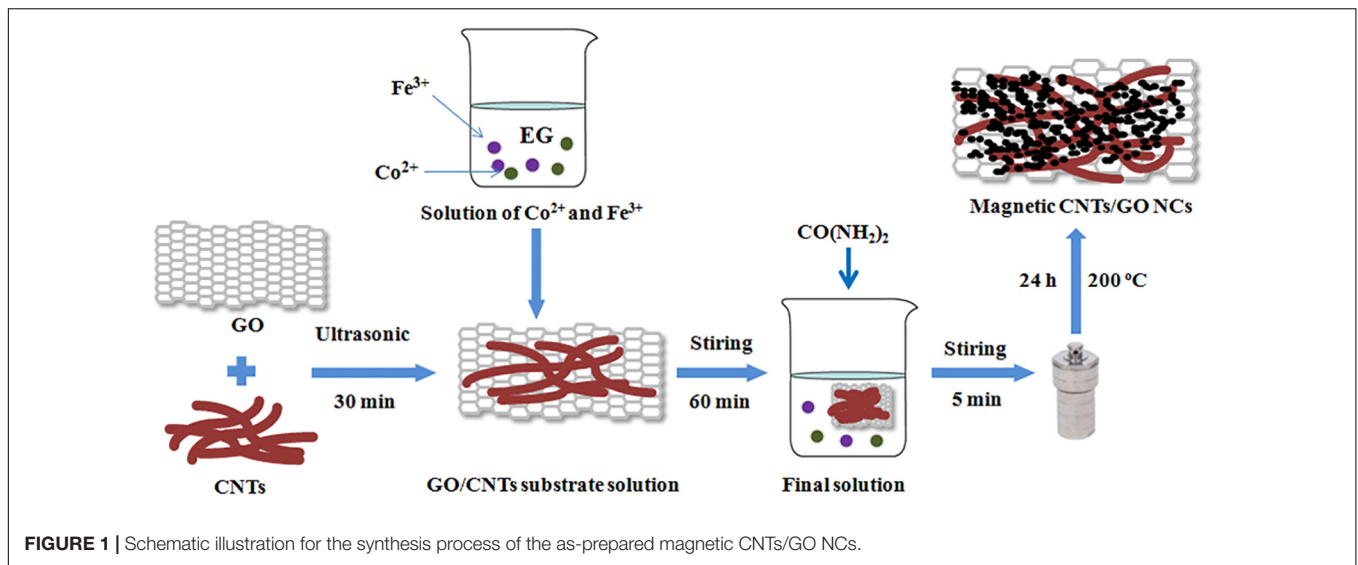 Fe³⁺
EG
Co²⁺
Solution of Co²⁺ and Fe³⁺
GO
CNTs
Ultrasonic
30 min
GO/CNTs substrate solution
Stiring
60 min
CO(NH₂)₂
Final solution
Stiring
5 min
24 h 200 ºC
Magnetic CNTs/GO NCs
FIGURE 1 | Schematic illustration for the synthesis process of the as-prepared magnetic CNTs/GO NCs.